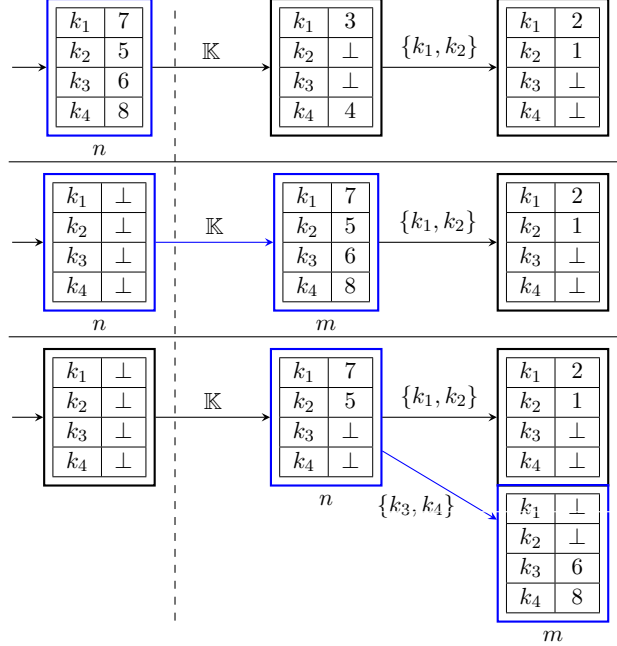 k₁ 7
k₂ 5
k₃ 6
k₄ 8
n
𝕂
k₁ 3
k₂ ⊥
k₃ ⊥
k₄ 4
{k₁, k₂}
k₁ 2
k₂ 1
k₃ ⊥
k₄ ⊥
k₁ ⊥
k₂ ⊥
k₃ ⊥
k₄ ⊥
n
𝕂
k₁ 7
k₂ 5
k₃ 6
k₄ 8
m
{k₁, k₂}
k₁ 2
k₂ 1
k₃ ⊥
k₄ ⊥
k₁ ⊥
k₂ ⊥
k₃ ⊥
k₄ ⊥
𝕂
k₁ 7
k₂ 5
k₃ ⊥
k₄ ⊥
n
{k₁, k₂}
k₁ 2
k₂ 1
k₃ ⊥
k₄ ⊥
{k₃, k₄}
k₁ ⊥
k₂ ⊥
k₃ 6
k₄ 8
m